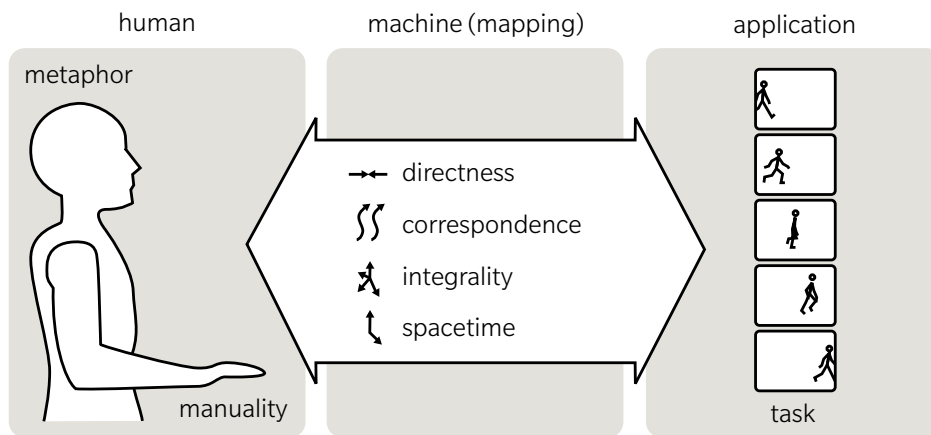 human
machine (mapping)
application
metaphor
directness
correspondence
integrality
spacetime
manuality
task